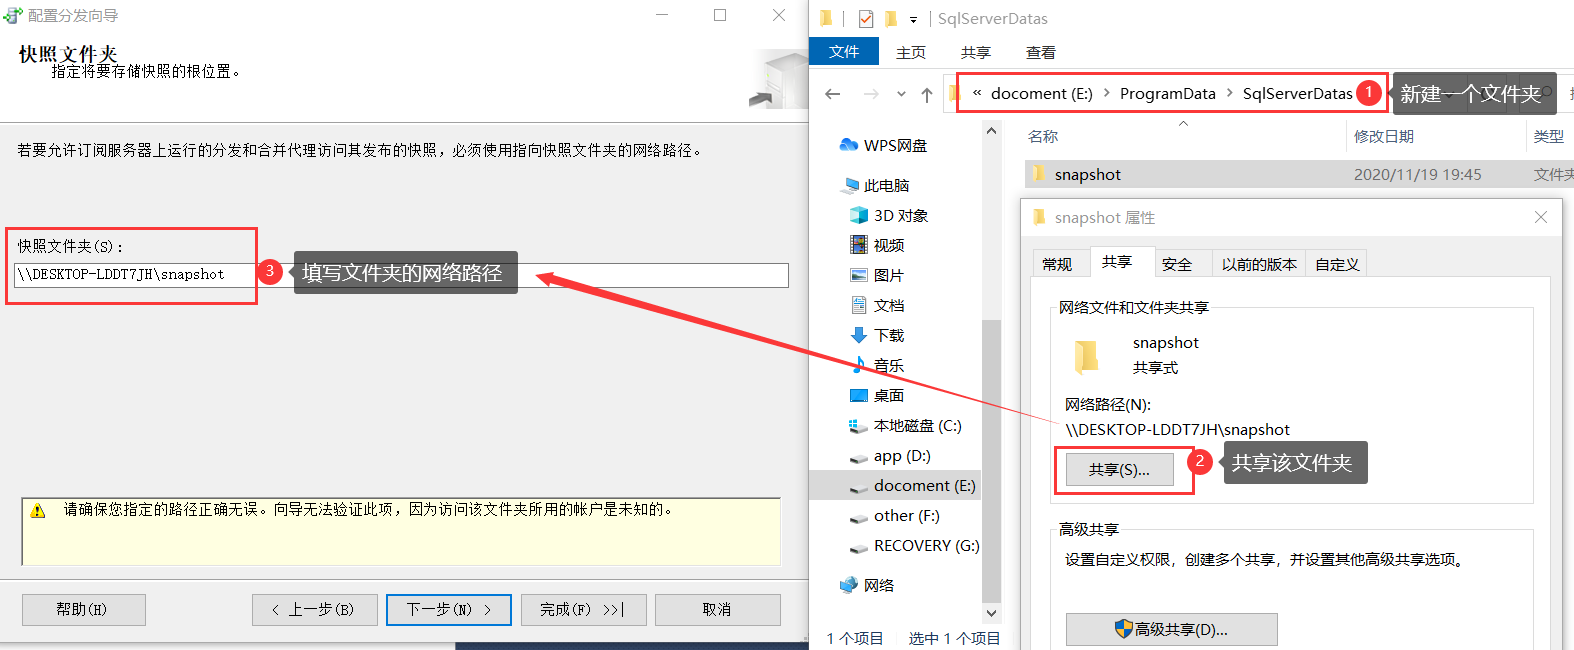 配置分发向导
快照文件夹
指定将要存储快照的根位置。
若要允许订阅服务器上运行的分发和合并代理访问其发布的快照，必须使用指向快照文件夹的网络路径。
快照文件夹(S)：
\\DESKTOP-LDDT7JH\snapshot
3 填写文件夹的网络路径
请确保您指定的路径正确无误。向导无法验证此项，因为访问该文件夹所用的帐户是未知的。
帮助(H)
< 上一步(B)
下一步(N) >
完成(F) >>|
取消
SqlServerDatas
文件 主页 共享 查看
« docoment (E:) > ProgramData > SqlServerDatas
1 新建一个文件夹
名称 修改日期 类型
snapshot 2020/11/19 19:45 文件夹
WPS网盘
此电脑
3D 对象
视频
图片
文档
下载
音乐
桌面
本地磁盘 (C:)
app (D:)
docoment (E:)
other (F:)
RECOVERY (G:)
网络
1 个项目 选中 1 个项目
snapshot 属性
常规 共享 安全 以前的版本 自定义
网络文件和文件夹共享
snapshot
共享式
网络路径(N):
\\DESKTOP-LDDT7JH\snapshot
共享(S)...
2 共享该文件夹
高级共享
设置自定义权限，创建多个共享，并设置其他高级共享选项。
高级共享(D)...